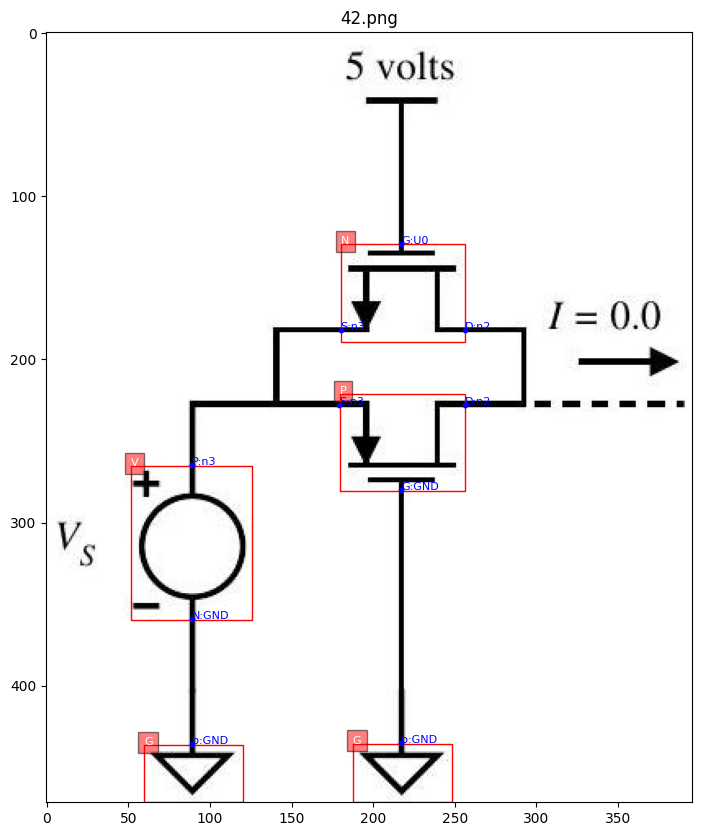 42.png
0
5 volts
100
N
G:U0
I = 0.0
S:n3
D:n2
200
P
S:n3
D:n2
V
P:n3
+
300
G:GND
V_S
−
N:GND
400
G
p:GND
G
p:GND
0
50
100
150
200
250
300
350